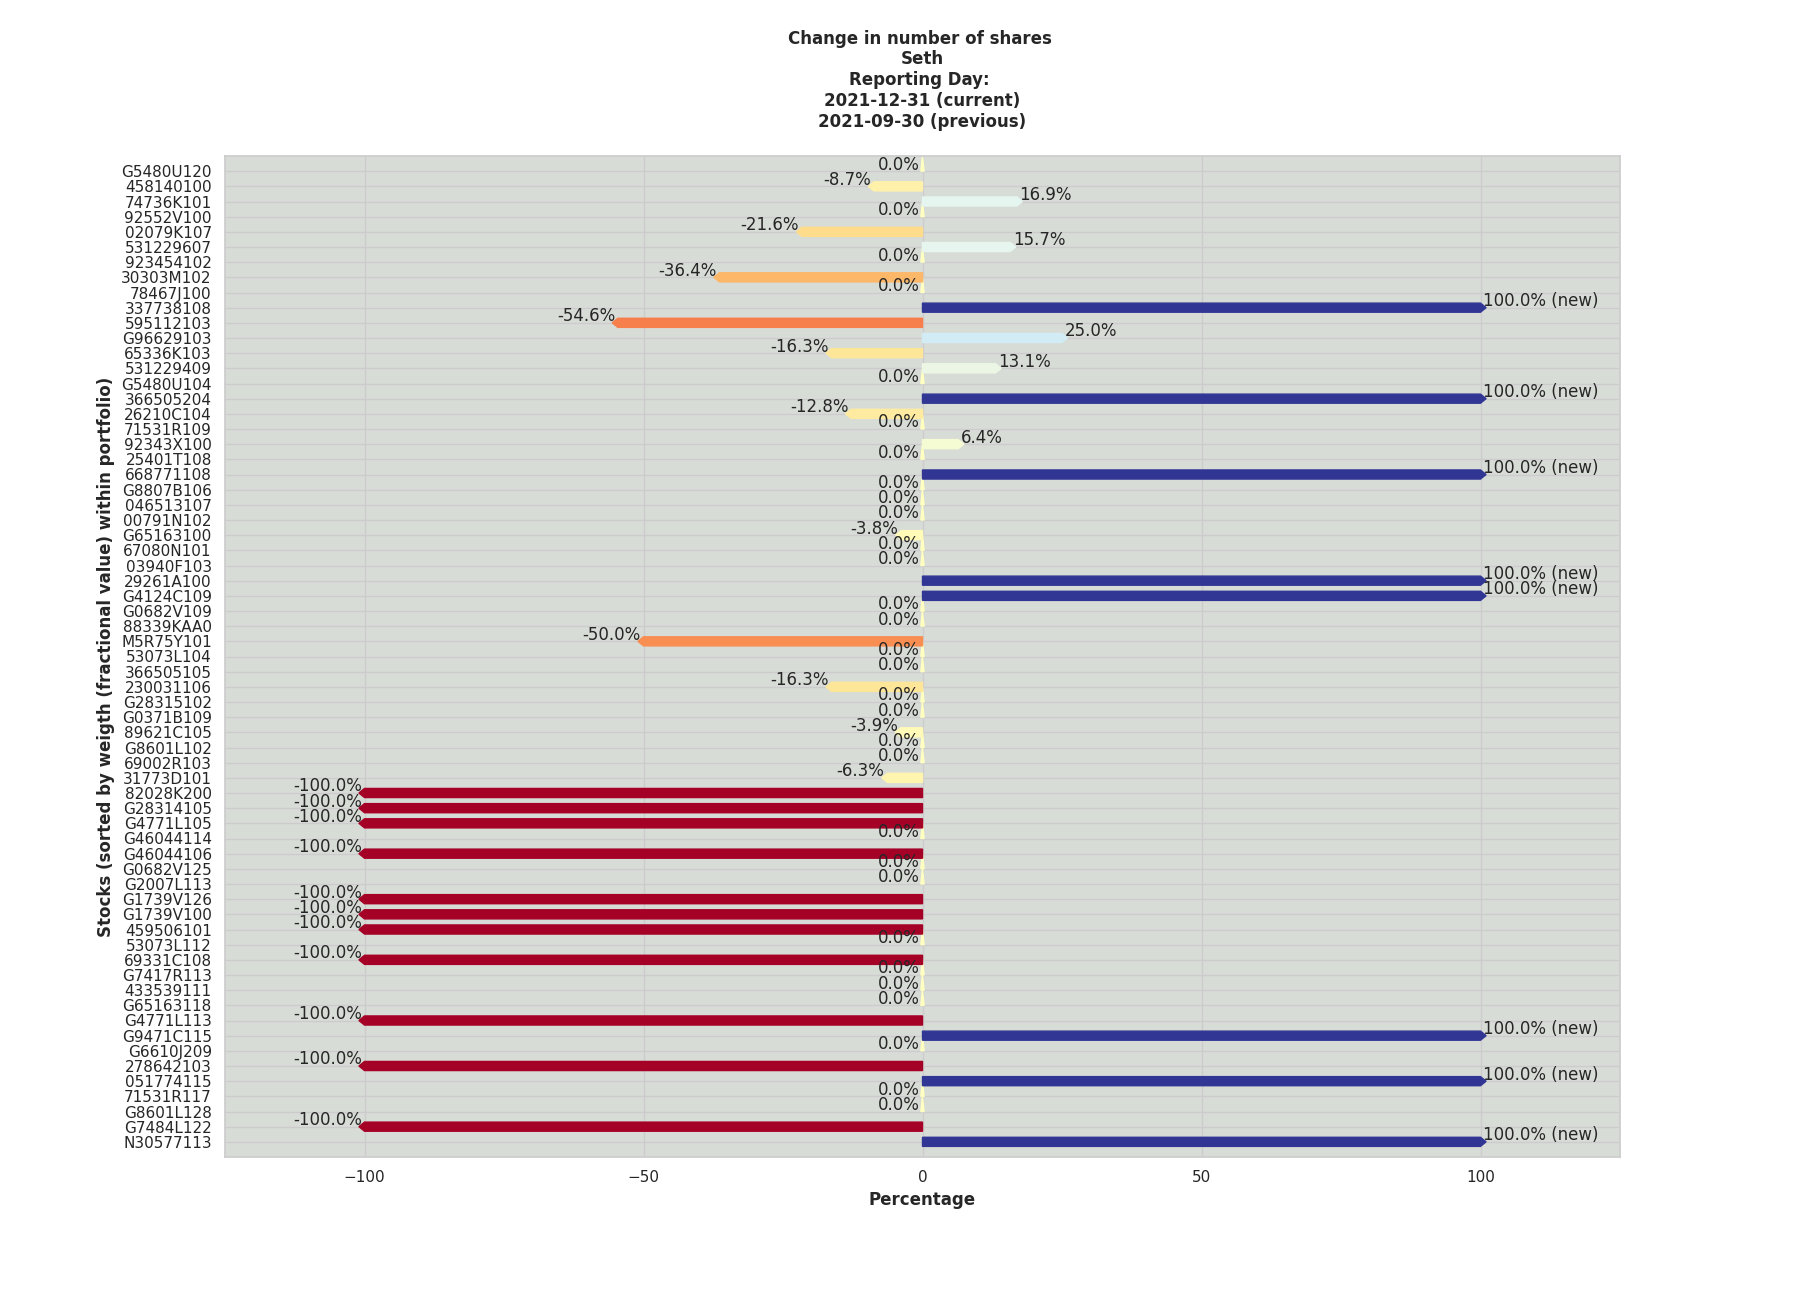 Change in number of shares
Seth
Reporting Day:
2021-12-31 (current)
2021-09-30 (previous)
Stocks (sorted by weigth (fractional value) within portfolio)
G5480U120 0.0%
458140100 -8.7%
74736K101 16.9%
92552V100 0.0%
02079K107 -21.6%
531229607 15.7%
923454102 0.0%
30303M102 -36.4%
78467J100 0.0%
337738108 100.0% (new)
595112103 -54.6%
G96629103 25.0%
65336K103 -16.3%
531229409 13.1%
G5480U104 0.0%
366505204 100.0% (new)
26210C104 -12.8%
71531R109 0.0%
92343X100 6.4%
25401T108 0.0%
668771108 100.0% (new)
G8807B106 0.0%
046513107 0.0%
00791N102 0.0%
G65163100 -3.8%
67080N101 0.0%
03940F103 0.0%
29261A100 100.0% (new)
G4124C109 100.0% (new)
G0682V109 0.0%
88339KAA0 0.0%
M5R75Y101 -50.0%
53073L104 0.0%
366505105 0.0%
230031106 -16.3%
G28315102 0.0%
G0371B109 0.0%
89621C105 -3.9%
G8601L102 0.0%
69002R103 0.0%
31773D101 -6.3%
82028K200 -100.0%
G28314105 -100.0%
G4771L105 -100.0%
G46044114 0.0%
G46044106 -100.0%
G0682V125 0.0%
G2007L113 0.0%
G1739V126 -100.0%
G1739V100 -100.0%
459506101 -100.0%
53073L112 0.0%
69331C108 -100.0%
G7417R113 0.0%
433539111 0.0%
G65163118 0.0%
G4771L113 -100.0%
G9471C115 100.0% (new)
G6610J209 0.0%
278642103 -100.0%
051774115 100.0% (new)
71531R117 0.0%
G8601L128 0.0%
G7484L122 -100.0%
N30577113 100.0% (new)
−100 −50 0 50 100
Percentage